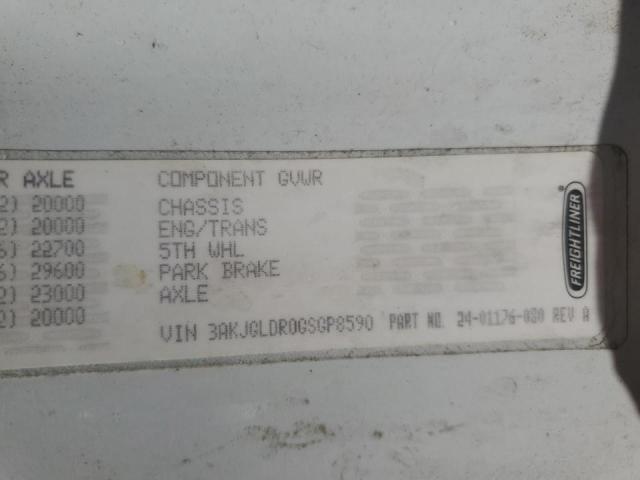 R AXLE COMPONENT GVWR
2) 20000 CHASSIS
2) 20000 ENG/TRANS
6) 22700 5TH WHL
6) 29600 PARK BRAKE
2) 23000 AXLE
2) 20000
VIN 3AKJGLDR0GSGP8590 PART NO. 24-01176-080 REV A
FREIGHTLINER